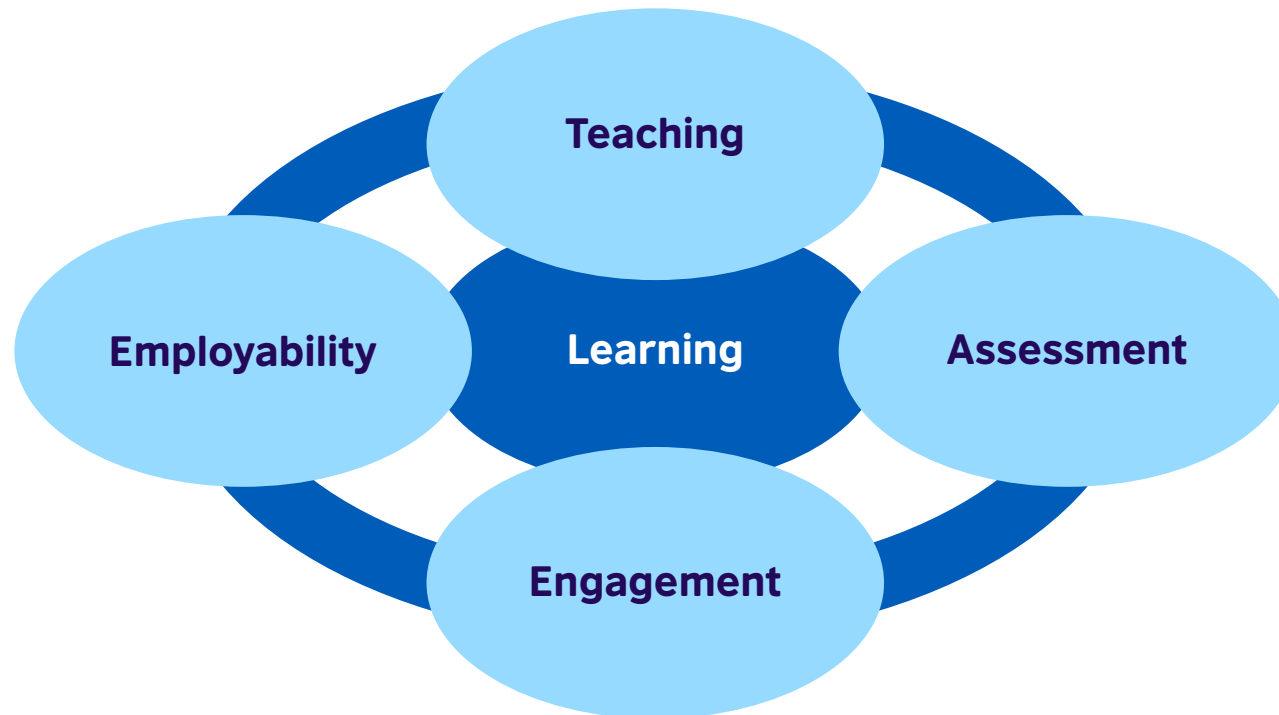 Teaching
Employability
Learning
Assessment
Engagement